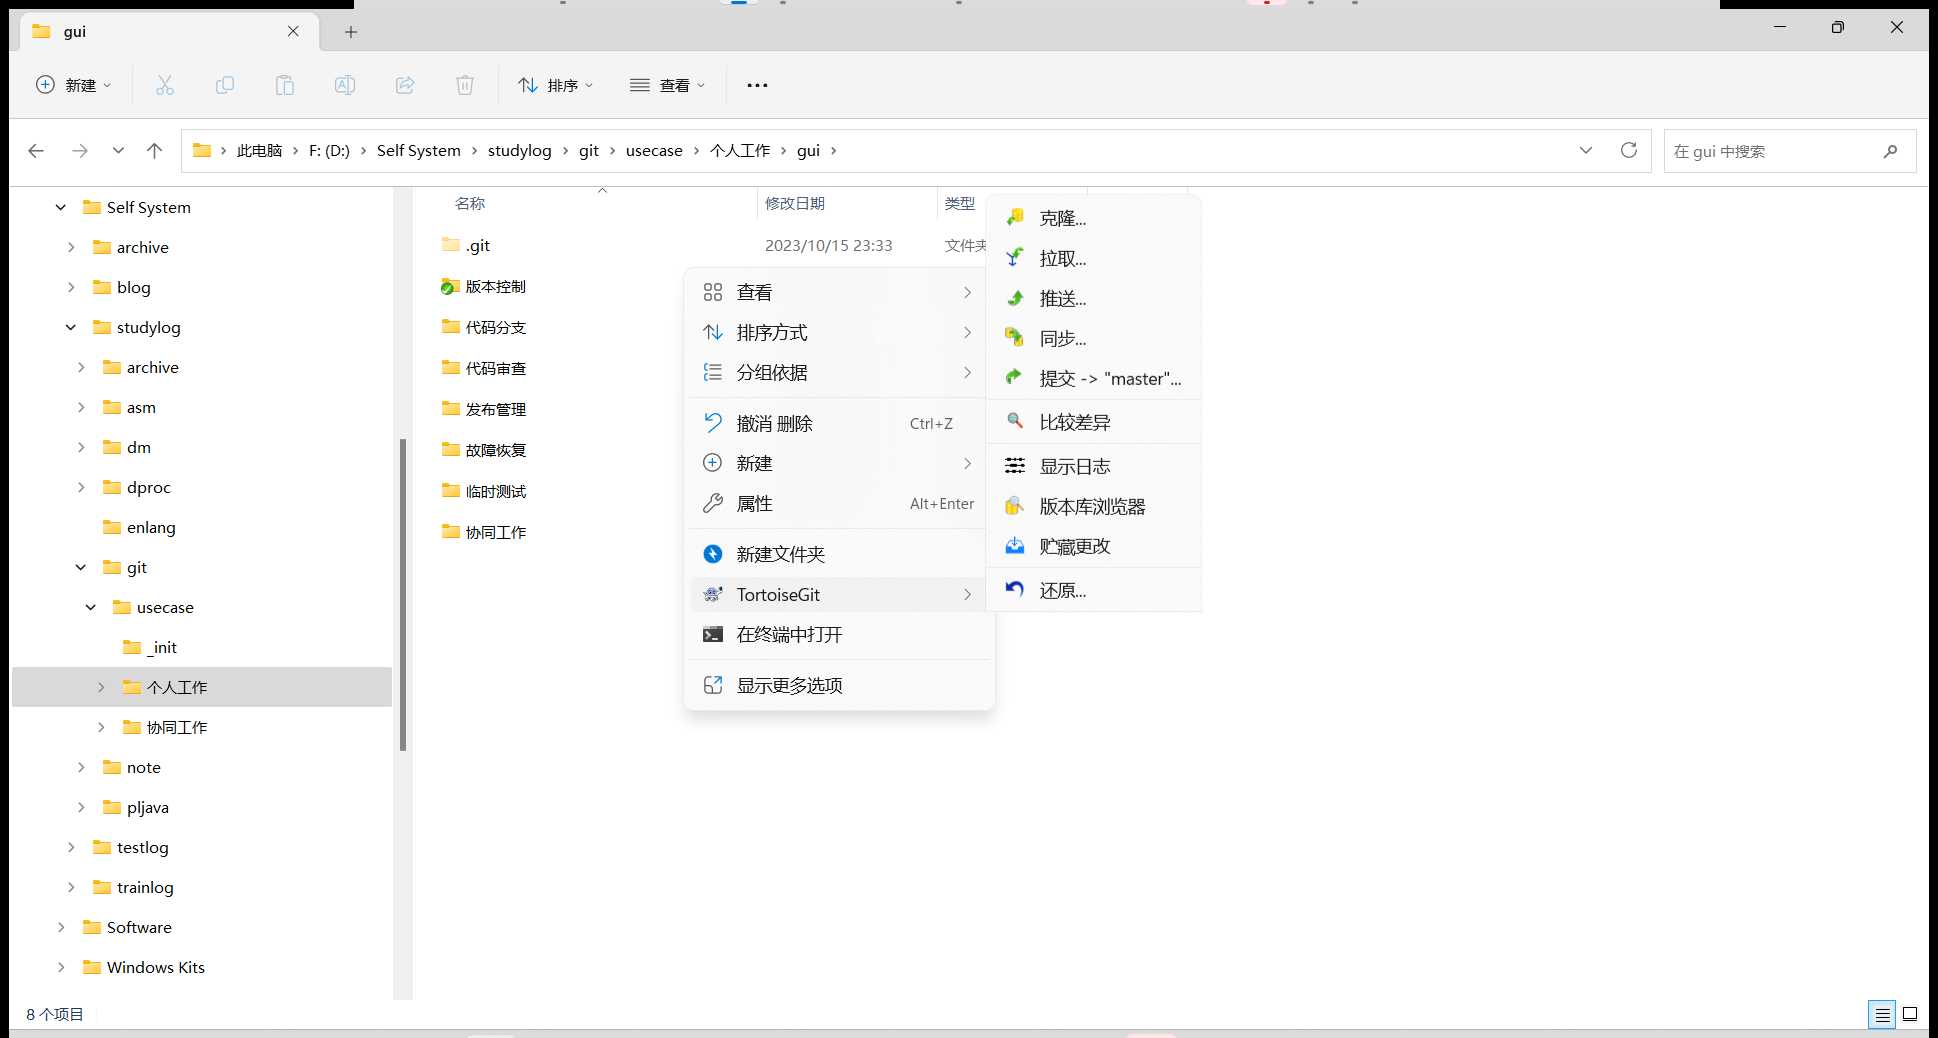 gui
新建
排序
查看
此电脑 F: (D:) Self System studylog git usecase 个人工作 gui
在 gui 中搜索
Self System
archive
blog
studylog
archive
asm
dm
dproc
enlang
git
usecase
_init
个人工作
协同工作
note
pljava
testlog
trainlog
Software
Windows Kits
名称 修改日期 类型
.git 2023/10/15 23:33 文件夹
版本控制
代码分支
代码审查
发布管理
故障恢复
临时测试
协同工作
查看
排序方式
分组依据
撤消 删除 Ctrl+Z
新建
属性 Alt+Enter
新建文件夹
TortoiseGit
在终端中打开
显示更多选项
克隆...
拉取...
推送...
同步...
提交 -> "master"...
比较差异
显示日志
版本库浏览器
贮藏更改
还原...
8 个项目